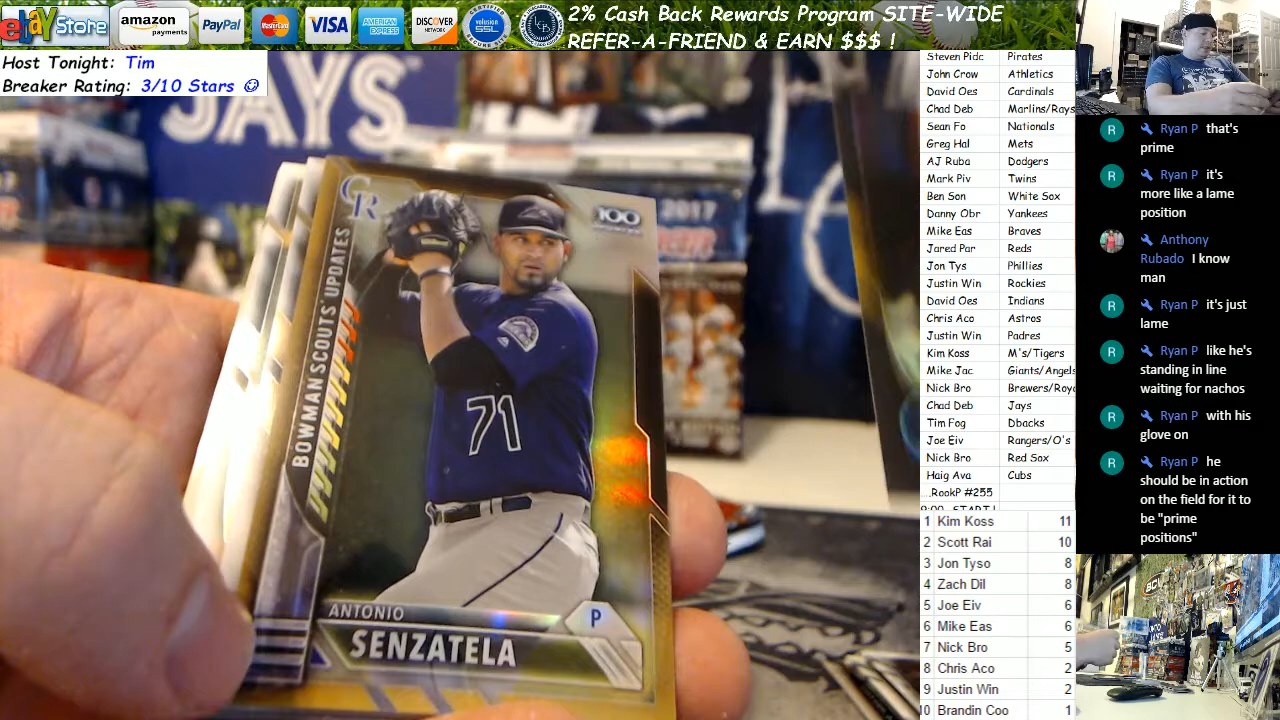 ebay Store
amazon
payments
PayPal
MasterCard
VISA
AMERICAN EXPRESS
DISCOVER
NETWORK
volusion
SSL
2% Cash Back Rewards Program SITE-WIDE
REFER-A-FRIEND & EARN $$$ !
Host Tonight: Tim
Breaker Rating: 3/10 Stars ☺
JAYS
2017
CR
100
BOWMAN SCOUTS' UPDATES
71
ANTONIO
SENZATELA
P
Steven Pidc Pirates
John Crow Athletics
David Oes Cardinals
Chad Deb Marlins/Rays
Sean Fo Nationals
Greg Hal Mets
AJ Ruba Dodgers
Mark Piv Twins
Ben Son White Sox
Danny Obr Yankees
Mike Eas Braves
Jared Par Reds
Jon Tys Phillies
Justin Win Rockies
David Oes Indians
Chris Aco Astros
Justin Win Padres
Kim Koss M's/Tigers
Mike Jac Giants/Angels
Nick Bro Brewers/Roya
Chad Deb Jays
Tim Fog Dbacks
Joe Eiv Rangers/O's
Nick Bro Red Sox
Haig Ava Cubs
...RookP #255
9:00 START!
1 Kim Koss 11
2 Scott Rai 10
3 Jon Tyso 8
4 Zach Dil 8
5 Joe Eiv 6
6 Mike Eas 6
7 Nick Bro 5
8 Chris Aco 2
9 Justin Win 2
10 Brandin Coo 1
R Ryan P that's
prime
R Ryan P it's
more like a lame
position
Anthony
Rubado I know
man
R Ryan P it's just
lame
R Ryan P like he's
standing in line
waiting for nachos
R Ryan P with his
glove on
R Ryan P he
should be in action
on the field for it to
be "prime
positions"